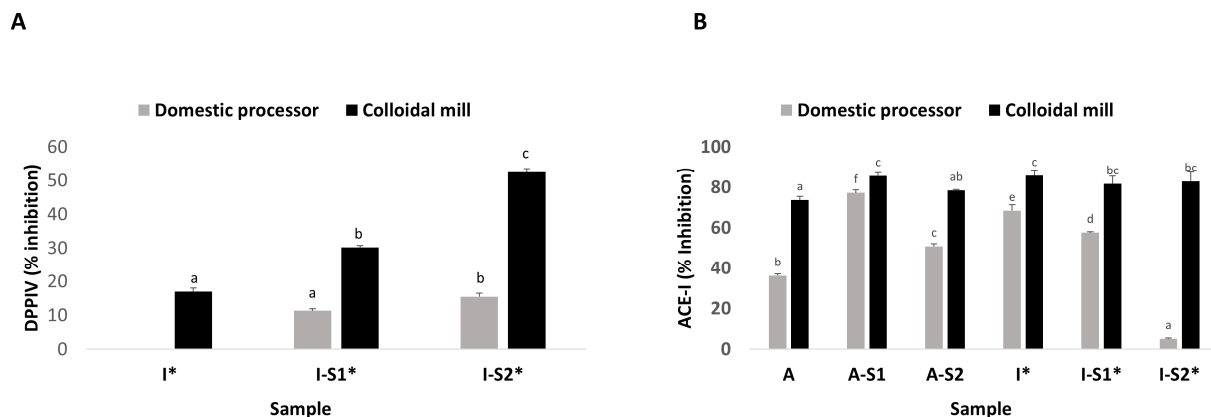 A
Domestic processor Colloidal mill
DPPIV (% inhibition)
60
50
40
30
20
10
0
a
a
b
b
c
I* I-S1* I-S2*
Sample
B
Domestic processor Colloidal mill
ACE-I (% Inhibition)
100
80
60
40
20
0
b
a
f
c
c
ab
e
c
d
bc
a
bc
A A-S1 A-S2 I* I-S1* I-S2*
Sample